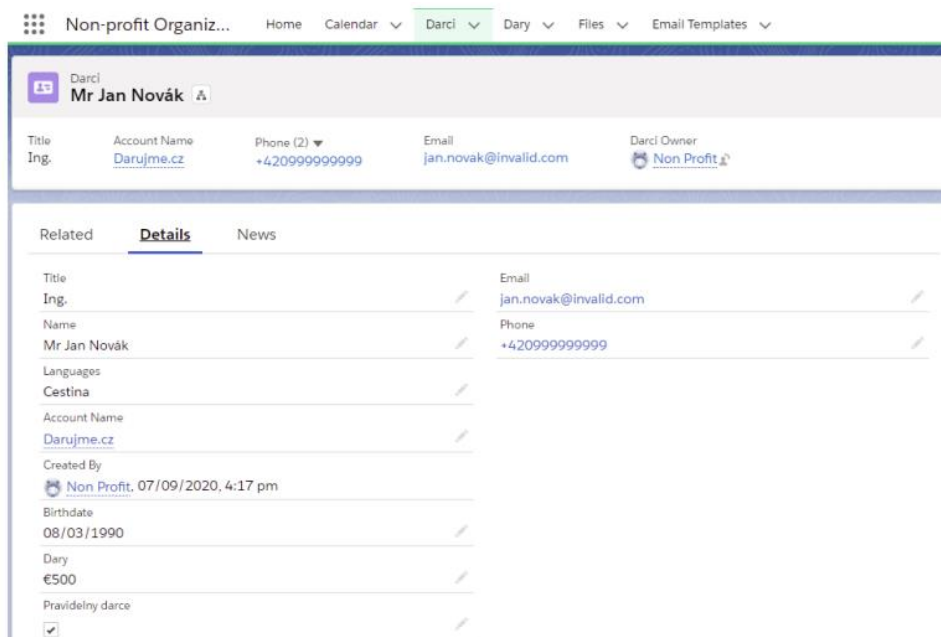 Non-profit Organiz... Home Calendar Darci Dary Files Email Templates
Darci
Mr Jan Novák
Title Account Name Phone (2) Email Darci Owner
Ing. Darujme.cz +420999999999 jan.novak@invalid.com Non Profit
Related Details News
Title Email
Ing. jan.novak@invalid.com
Name Phone
Mr Jan Novák +420999999999
Languages
Cestina
Account Name
Darujme.cz
Created By
Non Profit, 07/09/2020, 4:17 pm
Birthdate
08/03/1990
Dary
€500
Pravidelny darce